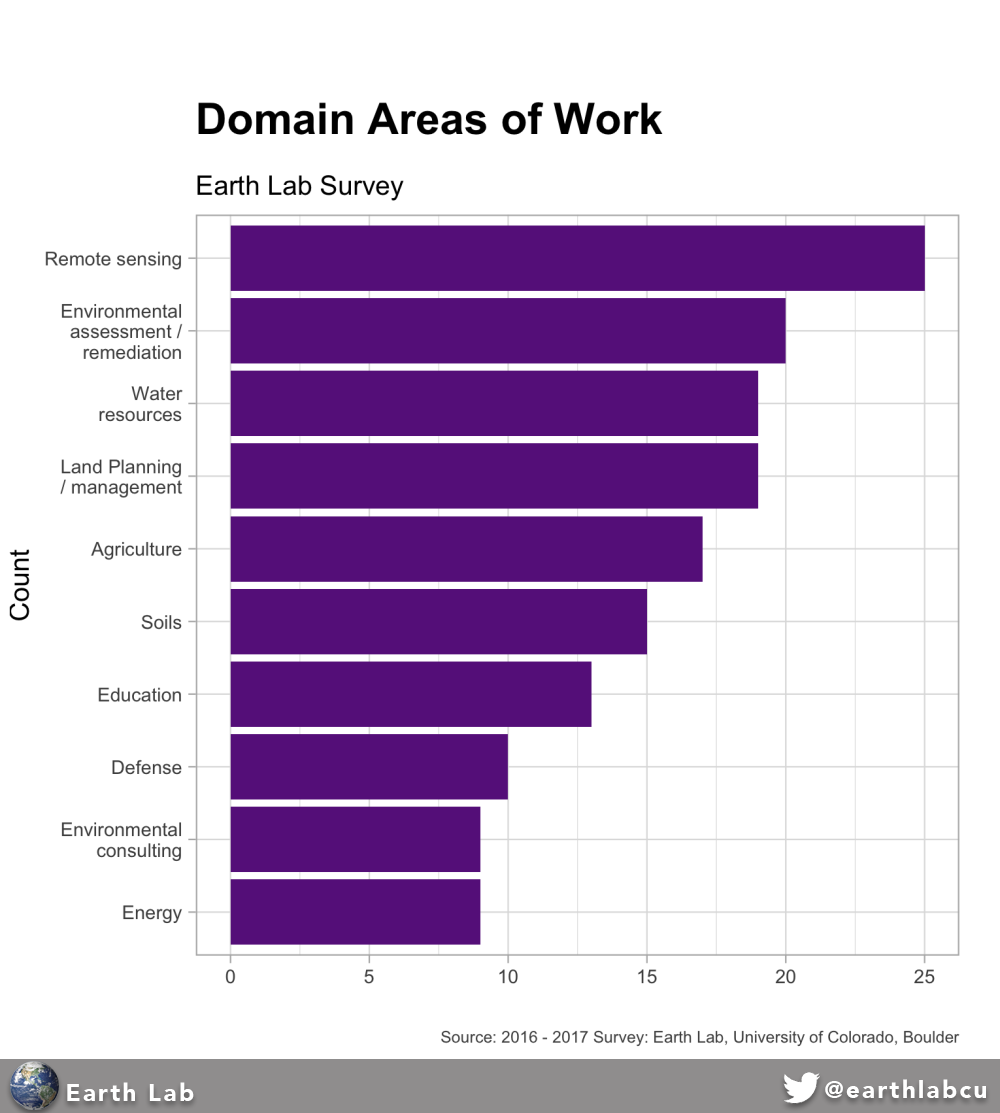 Domain Areas of Work
Earth Lab Survey
Remote sensing
Environmental
assessment /
remediation
Water
resources
Land Planning
/ management
Agriculture
Soils
Education
Defense
Environmental
consulting
Energy
Count
0 5 10 15 20 25
Source: 2016 - 2017 Survey: Earth Lab, University of Colorado, Boulder
Earth Lab
@earthlabcu